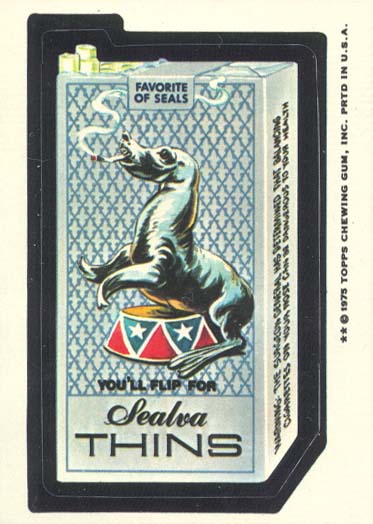 FAVORITE
OF SEALS
YOU'LL FLIP FOR
Sealva
THINS
WARNING: THE SURGEON GENERAL HAS DETERMINED THAT BALANCING
CIGARETTES ON YOUR NOSE CAN BE DANGEROUS TO YOUR HEALTH
★★ © 1975 TOPPS CHEWING GUM, INC. PRTD IN U.S.A.